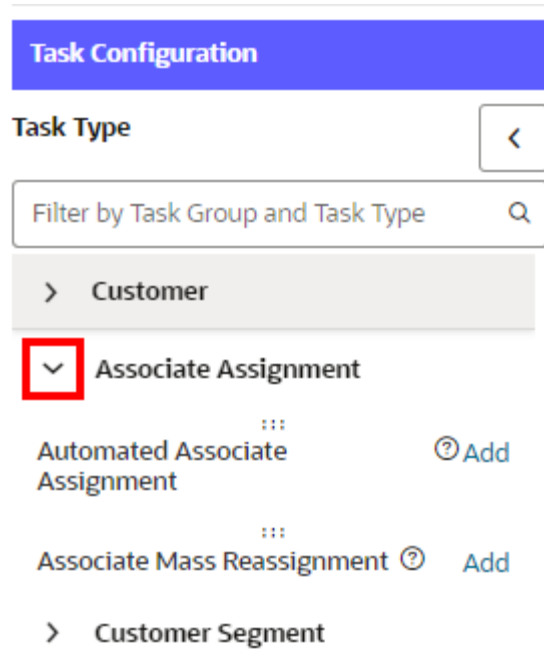 Task Configuration
Task Type
Filter by Task Group and Task Type
Customer
Associate Assignment
Automated Associate Add
Assignment
Associate Mass Reassignment Add
Customer Segment